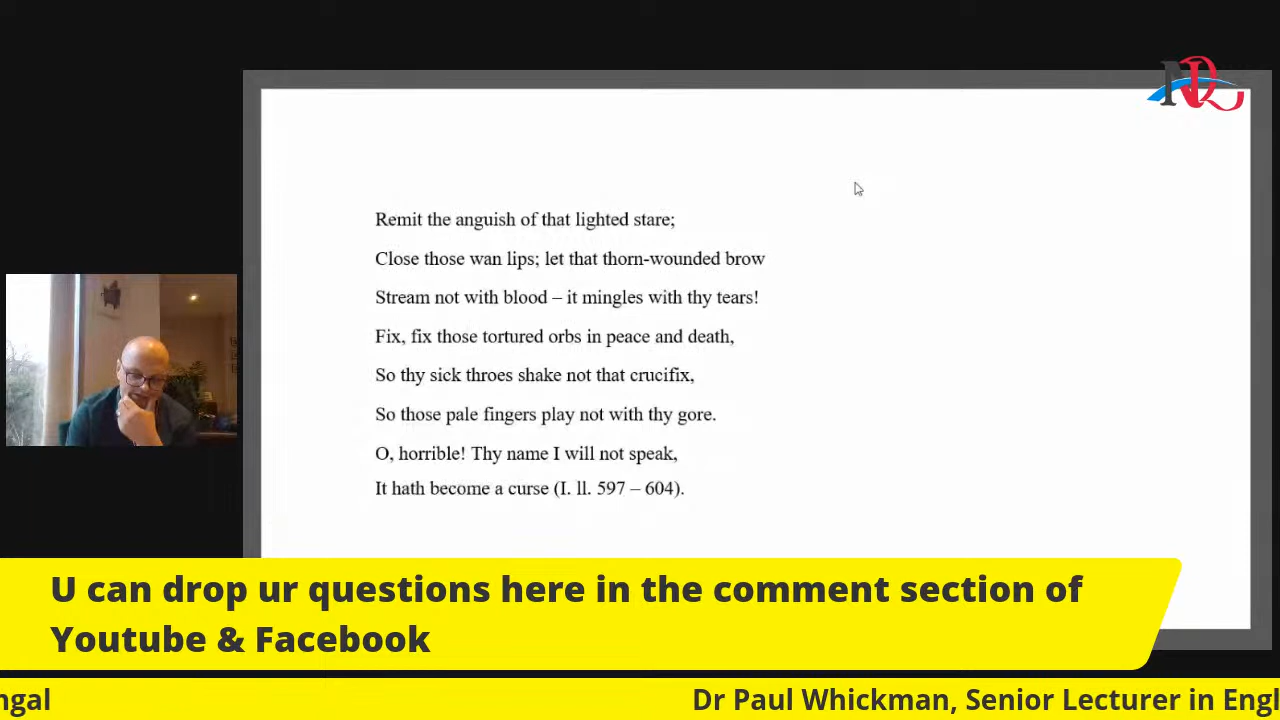 Remit the anguish of that lighted stare;
Close those wan lips; let that thorn-wounded brow
Stream not with blood – it mingles with thy tears!
Fix, fix those tortured orbs in peace and death,
So thy sick throes shake not that crucifix,
So those pale fingers play not with thy gore.
O, horrible! Thy name I will not speak,
It hath become a curse (I. ll. 597 – 604).
U can drop ur questions here in the comment section of
Youtube & Facebook
ngal Dr Paul Whickman, Senior Lecturer in Engl